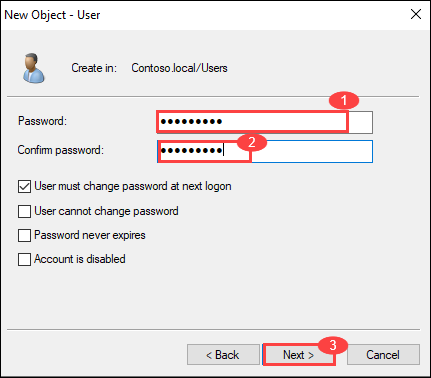 New Object - User
Create in: Contoso.local/Users
1
Password: ●●●●●●●●●
2
Confirm password: ●●●●●●●●●
User must change password at next logon
User cannot change password
Password never expires
Account is disabled
3
< Back Next > Cancel